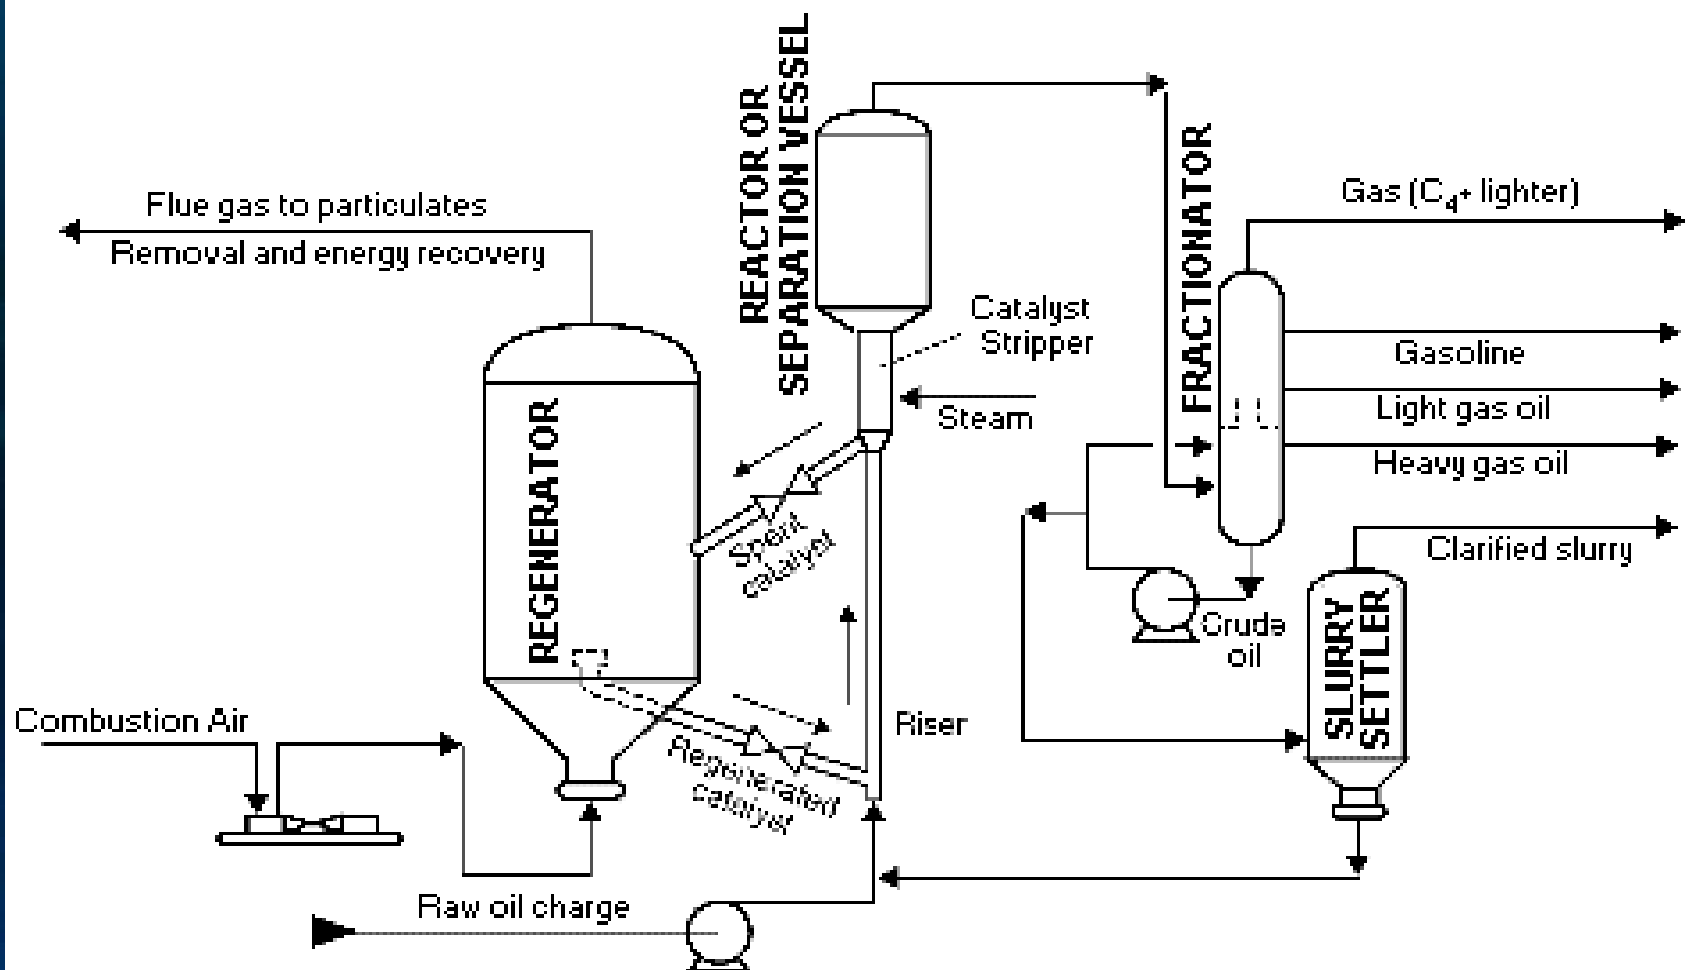 REACTOR OR
SEPARATION VESSEL
FRACTIONATOR
Gas (C₄+ lighter)
Flue gas to particulates
Removal and energy recovery
Catalyst
Stripper
Gasoline
Steam
Light gas oil
Heavy gas oil
REGENERATOR
Spent
catalyst
Clarified slurry
Crude
oil
SLURRY
SETTLER
Combustion Air
Riser
Regenerated
catalyst
Raw oil charge